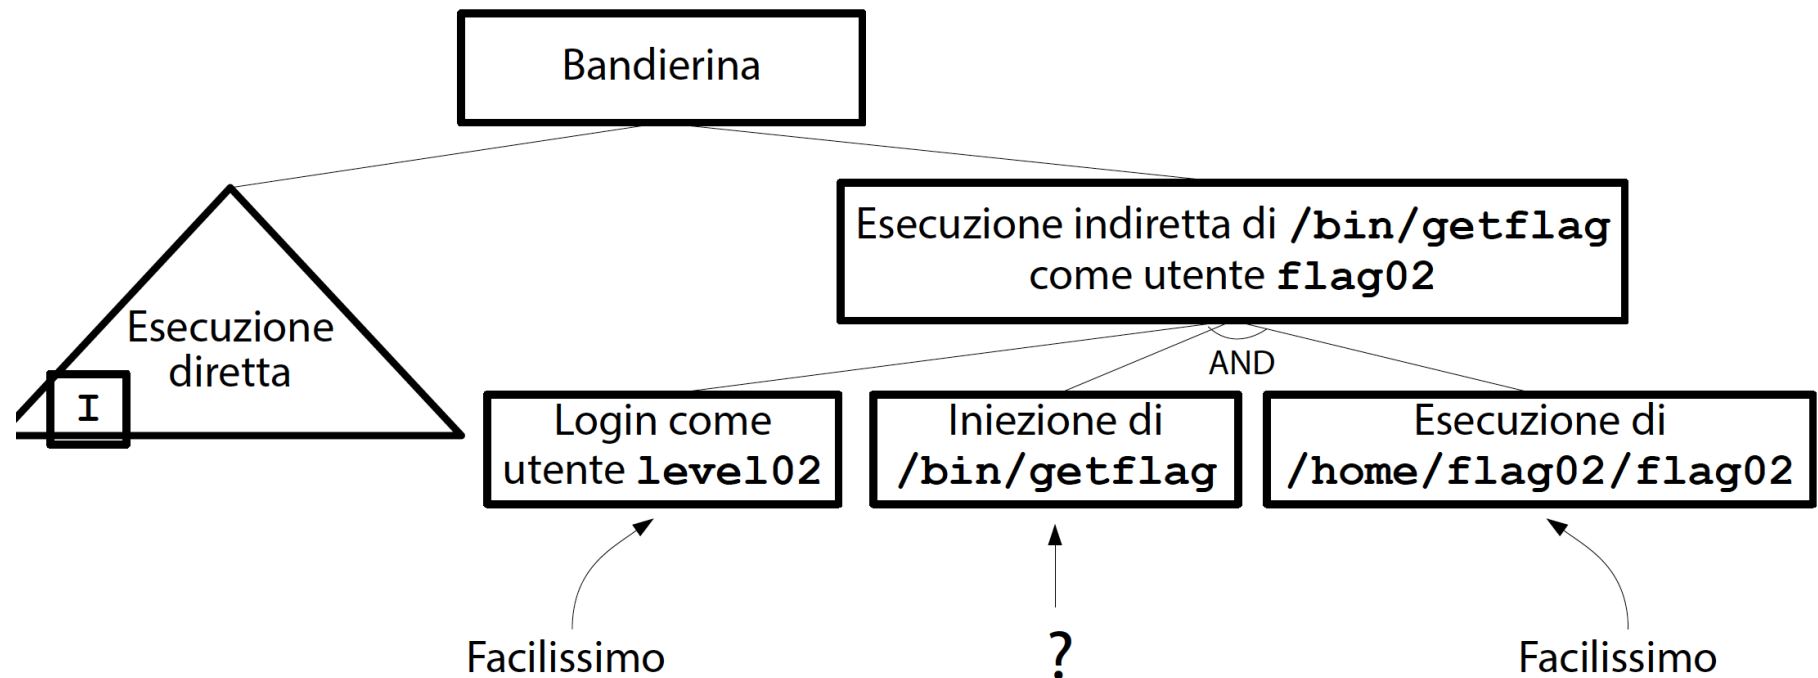 Bandierina
Esecuzione indiretta di /bin/getflag
come utente flag02
Esecuzione
diretta
I
AND
Login come
utente level02
Iniezione di
/bin/getflag
Esecuzione di
/home/flag02/flag02
Facilissimo
?
Facilissimo